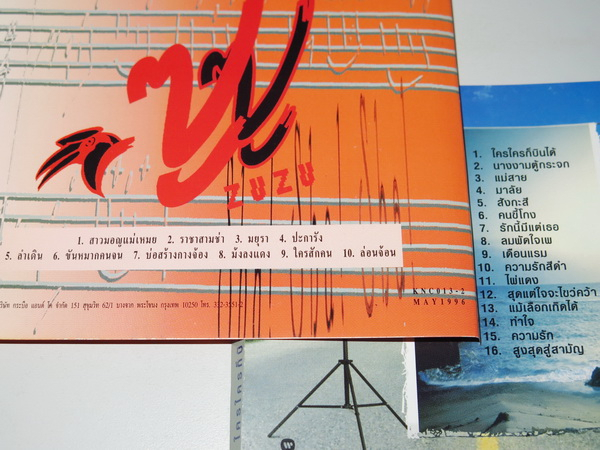 ซู
ZUZU
1. สาวมอญแม่เหมย 2. ราชาสามช่า 3. มยุรา 4. ปะการัง
5. ลำเดิน 6. ขันหมากคนจน 7. บ่อสร้างกางจ้อง 8. มังลงแดง 9. ใครสักคน 10. ล่อนจ้อน
KNC013-2
MAY1996
1. ใครใครก็บินได้
2. นางงามตู้กระจก
3. แม่สาย
4. มาลัย
5. สังกะสี
6. คนขี้โกง
7. รักนี้มีแต่เธอ
8. ลมพัดใจเพ
9. เดือนแรม
10. ความรักสีดำ
11. ไผ่แดง
12. สุดแต่ใจจะไขว่คว้า
13. แม้เลือกเกิดได้
14. ทำใจ
15. ความรัก
16. สูงสุดสู่สามัญ